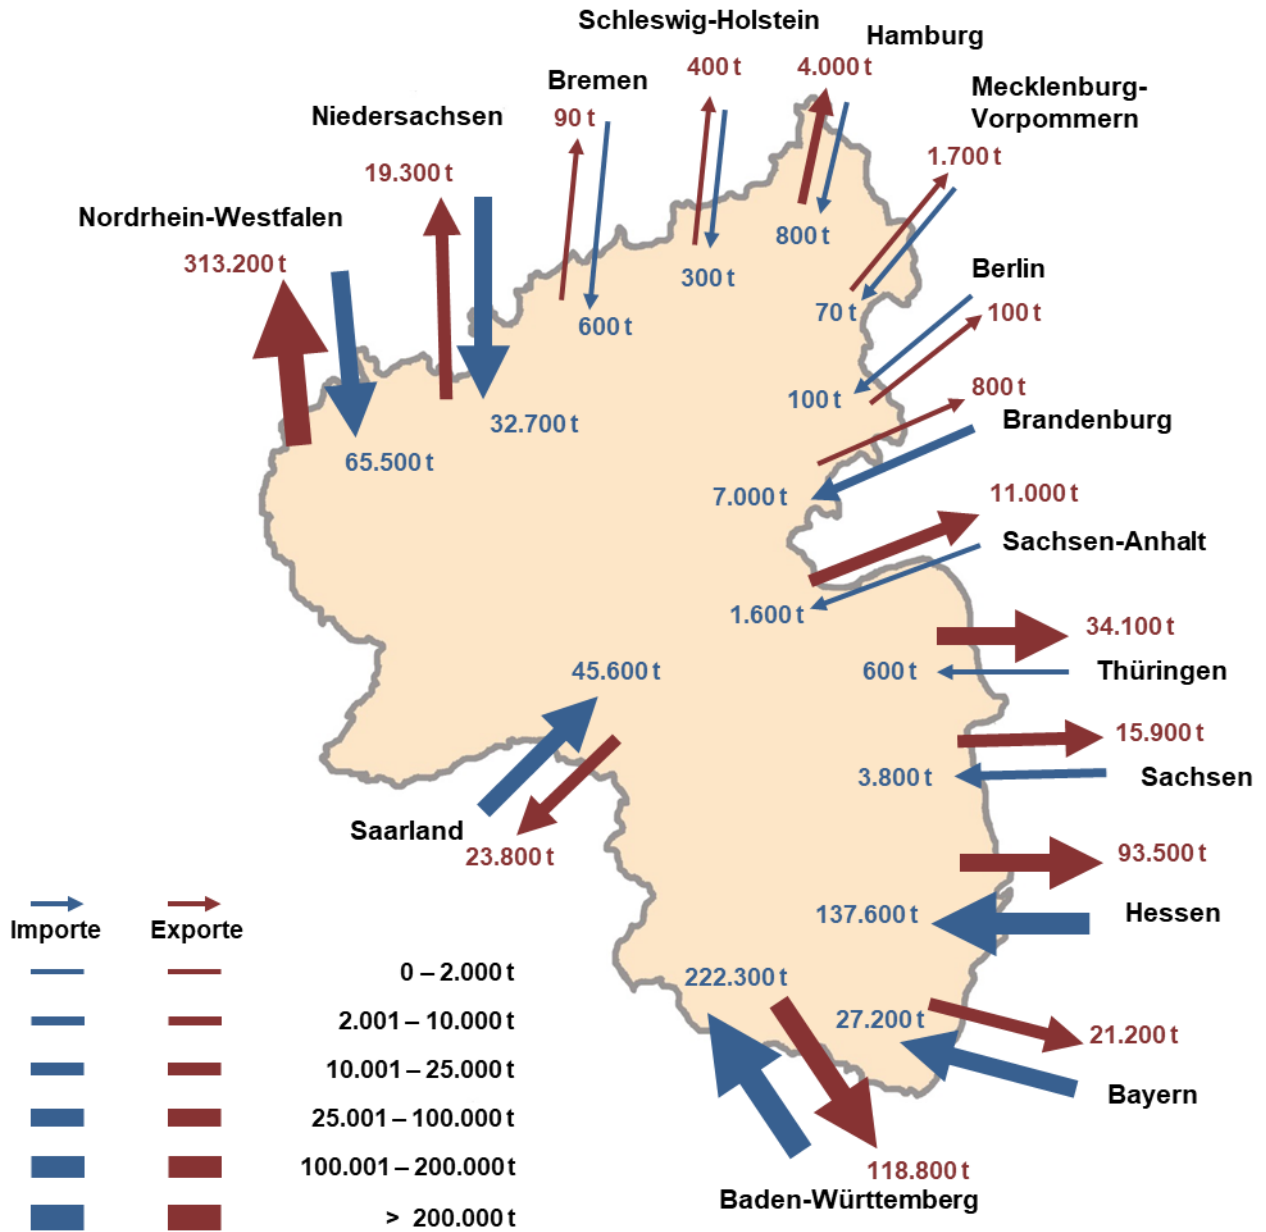 Schleswig-Holstein
400 t
Hamburg
4.000 t
Bremen
90 t
Mecklenburg-
Vorpommern
1.700 t
Niedersachsen
19.300 t
Nordrhein-Westfalen
313.200 t
800 t
300 t
70 t
600 t
Berlin
100 t
100 t
800 t
Brandenburg
32.700 t
65.500 t
7.000 t
11.000 t
Sachsen-Anhalt
1.600 t
34.100 t
45.600 t
600 t
Thüringen
15.900 t
3.800 t
Sachsen
Saarland
23.800 t
93.500 t
137.600 t
Hessen
222.300 t
27.200 t
21.200 t
Bayern
118.800 t
Baden-Württemberg
Importe Exporte
0 – 2.000 t
2.001 – 10.000 t
10.001 – 25.000 t
25.001 – 100.000 t
100.001 – 200.000 t
> 200.000 t